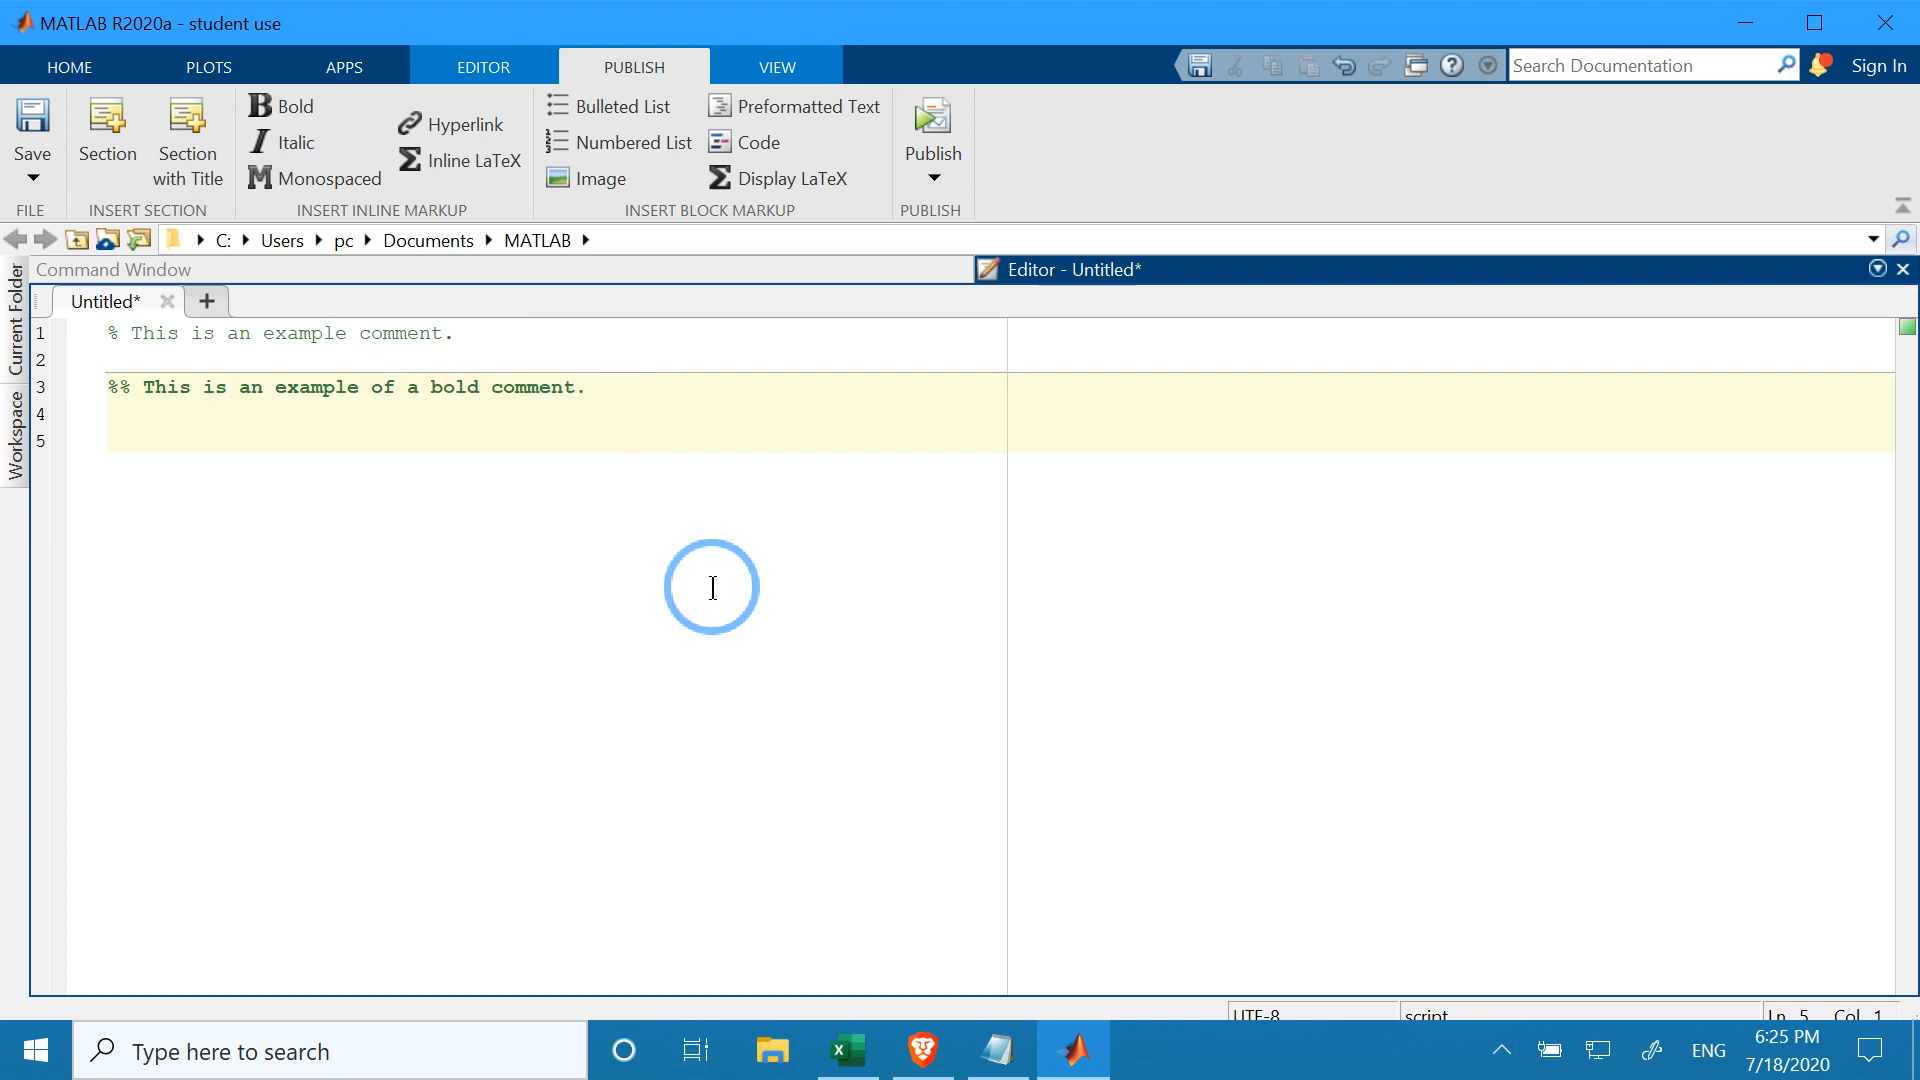 MATLAB R2020a - student use
HOME PLOTS APPS EDITOR PUBLISH VIEW
Search Documentation
Sign In
Save
Section
Section with Title
Bold
Italic
Monospaced
Hyperlink
Inline LaTeX
Bulleted List
Numbered List
Image
Preformatted Text
Code
Display LaTeX
Publish
FILE INSERT SECTION INSERT INLINE MARKUP INSERT BLOCK MARKUP PUBLISH
C: Users pc Documents MATLAB
Current Folder
Workspace
Command Window
Editor - Untitled*
Untitled*
1 % This is an example comment.
2
3 %% This is an example of a bold comment.
4
5
UTF-8 script Ln 5 Col 1
Type here to search
ENG
6:25 PM
7/18/2020